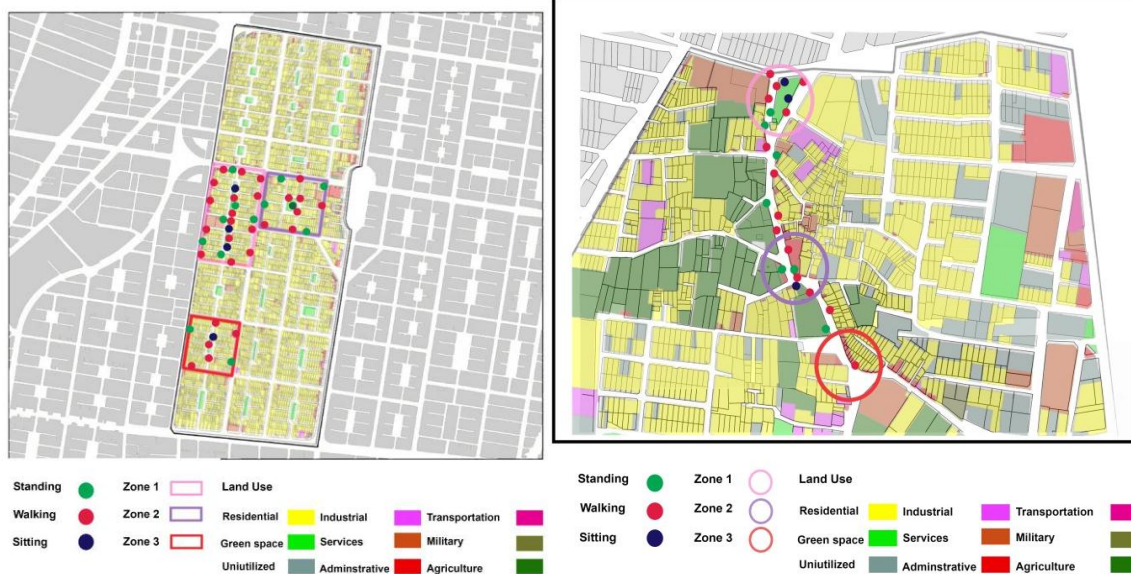 Standing Zone 1 Land Use
Walking Zone 2 Residential Industrial Transportation
Sitting Zone 3 Green space Services Military
Uniutilized Adminstrative Agriculture
Standing Zone 1 Land Use
Walking Zone 2 Residential Industrial Transportation
Sitting Zone 3 Green space Services Military
Uniutilized Adminstrative Agriculture